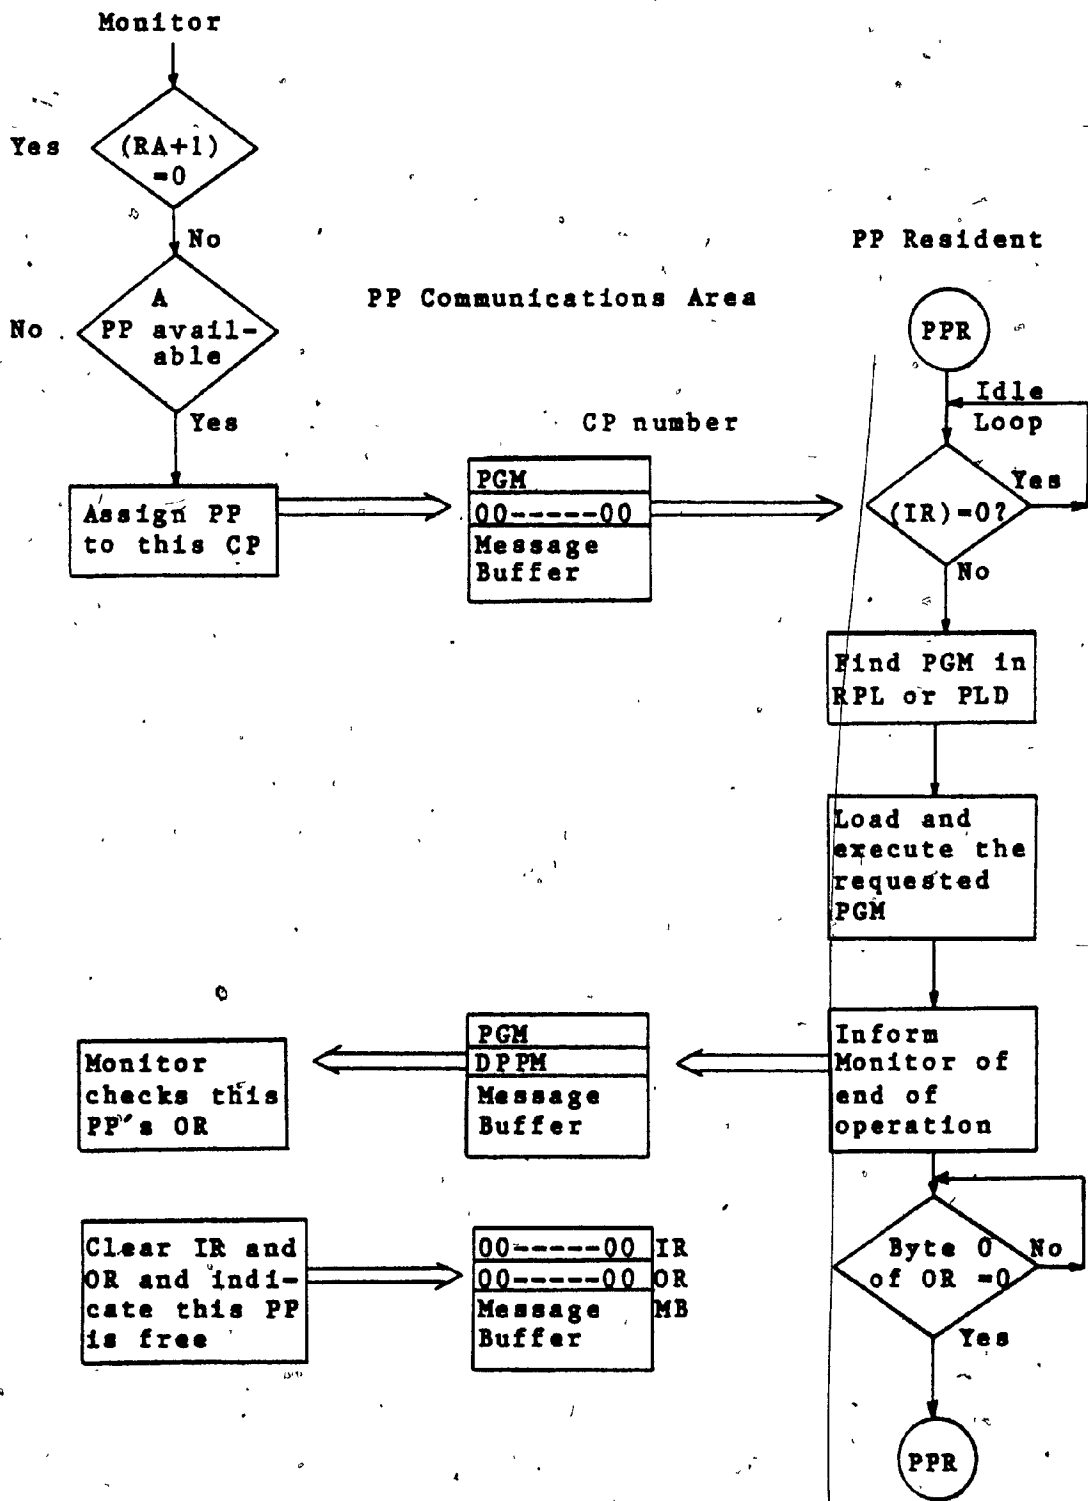 Monitor
Yes
(RA+1)
=0
No
PP Resident
A
PP avail-
able
No
PP Communications Area
PPR
Yes
CP number
Idle
Loop
Assign PP
to this CP
PGM
00-----00
Message
Buffer
(IR)=0?
Yes
No
Find PGM in
RPL or PLD
Load and
execute the
requested
PGM
Inform
Monitor of
end of
operation
PGM
DPPM
Message
Buffer
Monitor
checks this
PP's OR
Clear IR and
OR and indi-
cate this PP
is free
00-----00 IR
00-----00 OR
Message MB
Buffer
Byte 0
of OR =0
No
Yes
PPR